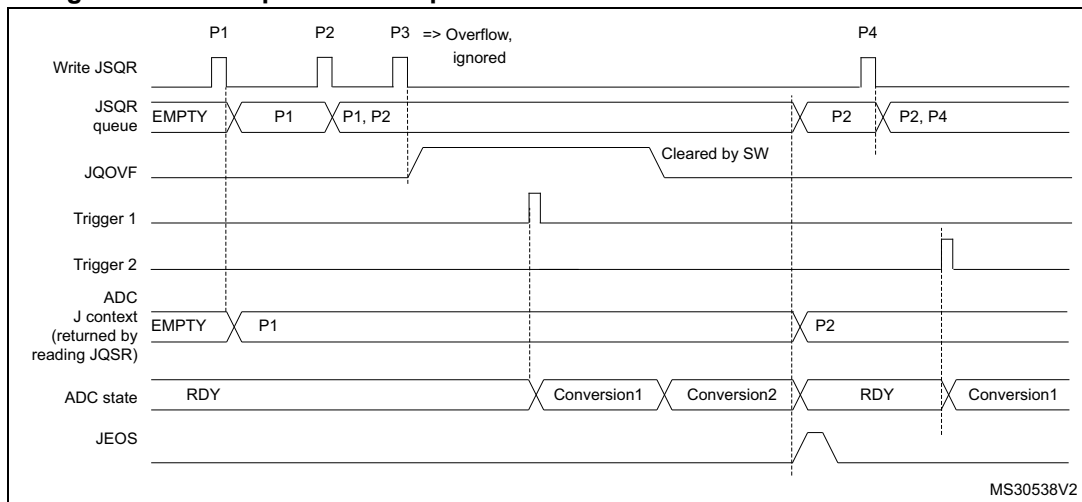 P1 P2 P3 => Overflow, P4
ignored
Write JSQR
JSQR
queue
EMPTY P1 P1, P2 P2 P2, P4
Cleared by SW
JQOVF
Trigger 1
Trigger 2
ADC
J context
(returned by
reading JQSR)
EMPTY P1 P2
ADC state RDY Conversion1 Conversion2 RDY Conversion1
JEOS
MS30538V2